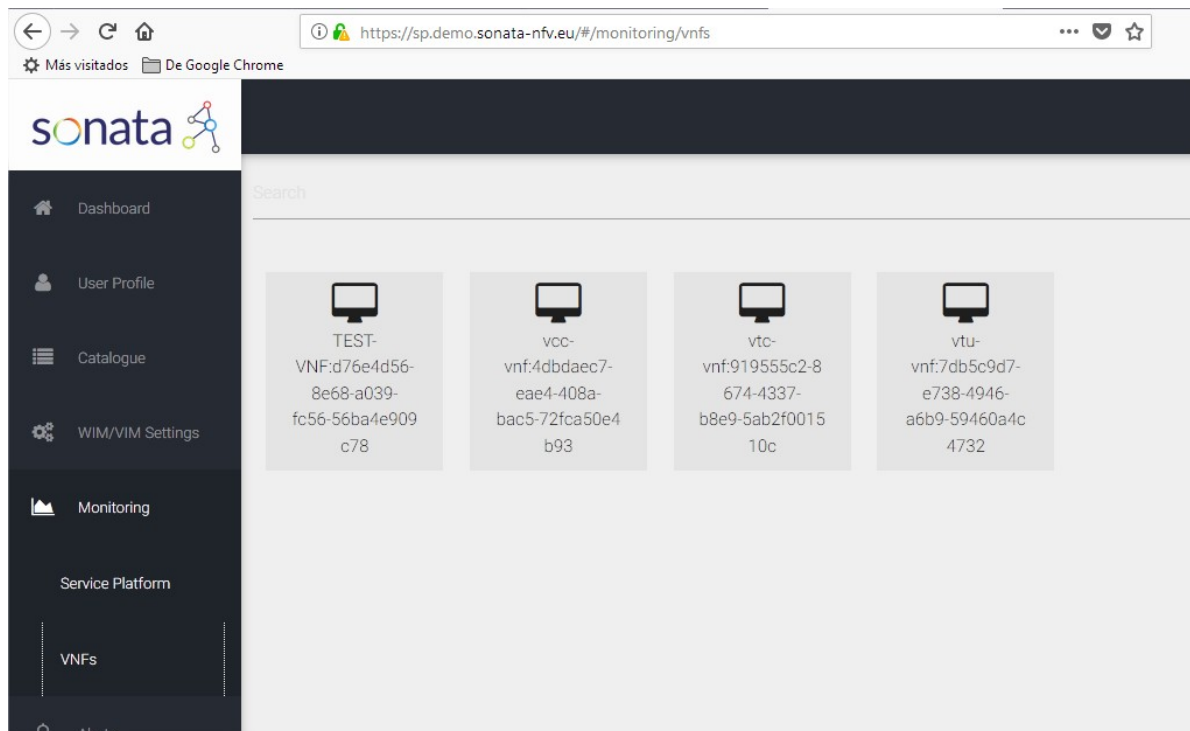 https://sp.demo.sonata-nfv.eu/#/monitoring/vnfs
Más visitados De Google Chrome
sonata
Search
Dashboard
User Profile
Catalogue
WIM/VIM Settings
Monitoring
Service Platform
VNFs
TEST-
VNF:d76e4d56-
8e68-a039-
fc56-56ba4e909
c78
vcc-
vnf:4dbdaec7-
eae4-408a-
bac5-72fca50e4
b93
vtc-
vnf:919555c2-8
674-4337-
b8e9-5ab2f0015
10c
vtu-
vnf:7db5c9d7-
e738-4946-
a6b9-59460a4c
4732